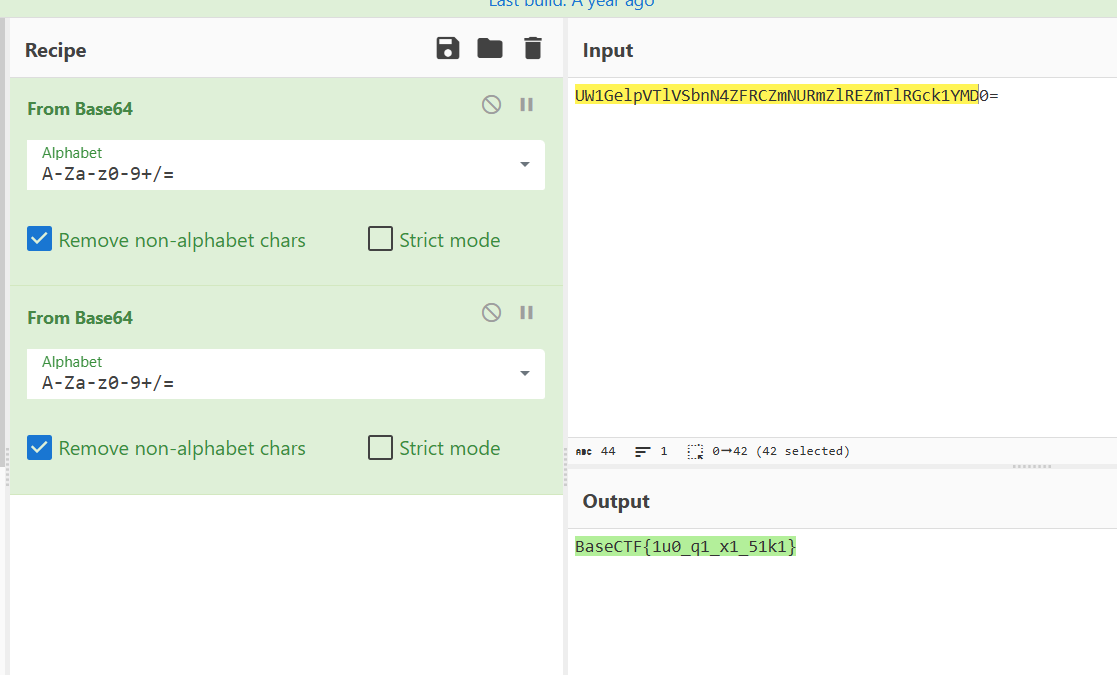 Last build: A year ago
Recipe
From Base64
Alphabet
A-Za-z0-9+/=
Remove non-alphabet chars
Strict mode
From Base64
Alphabet
A-Za-z0-9+/=
Remove non-alphabet chars
Strict mode
Input
UW1GelpVTlVSbnN4ZFRCZmNURmZlREZmTlRGck1YMD0=
ABC 44 1 0→42 (42 selected)
Output
BaseCTF{1u0_q1_x1_51k1}